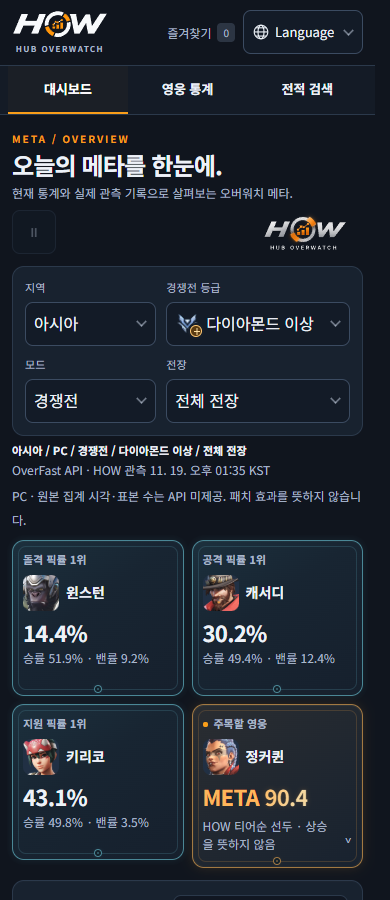 HOW
HUB OVERWATCH
즐겨찾기 0
Language
대시보드 영웅 통계 전적 검색
META / OVERVIEW
오늘의 메타를 한눈에.
현재 통계와 실제 관측 기록으로 살펴보는 오버워치 메타.
HOW
HUB OVERWATCH
지역 경쟁전 등급
아시아 다이아몬드 이상
모드 전장
경쟁전 전체 전장
아시아 / PC / 경쟁전 / 다이아몬드 이상 / 전체 전장
OverFast API · HOW 관측 11. 19. 오후 01:35 KST
PC · 원본 집계 시각·표본 수는 API 미제공. 패치 효과를 뜻하지 않습니
다.
돌격 픽률 1위
윈스턴
14.4%
승률 51.9% · 밴률 9.2%
공격 픽률 1위
캐서디
30.2%
승률 49.4% · 밴률 12.4%
지원 픽률 1위
키리코
43.1%
승률 49.8% · 밴률 3.5%
주목할 영웅
정커퀸
META 90.4
HOW 티어순 선두 · 상승
을 뜻하지 않음